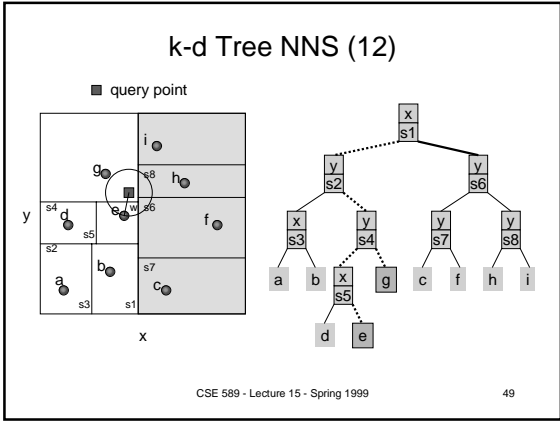 k-d Tree NNS (12)
query point
x
s1
i
y
s2
y
s6
g
s8
h
e
w
s6
s4
d
s5
f
y
x
s3
y
s4
y
s7
y
s8
s2
a
b
s3
s1
s7
c
a
b
x
s5
g
c
f
h
i
x
d
e
CSE 589 - Lecture 15 - Spring 1999
49